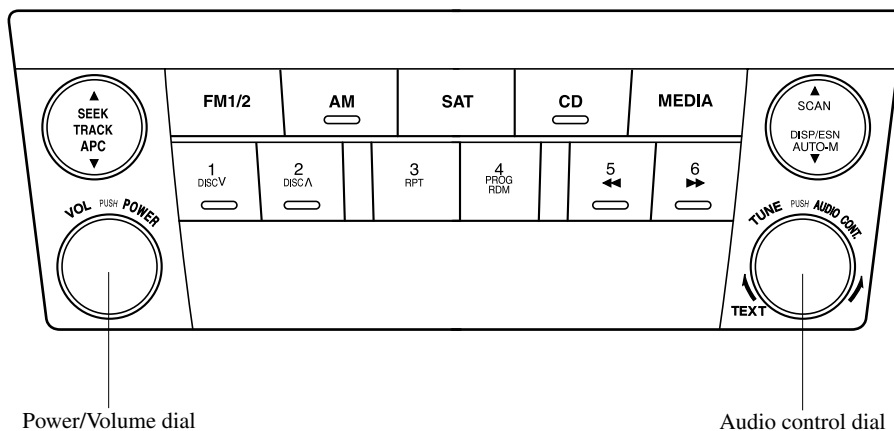 ▲
SEEK
TRACK
APC
▼
FM1/2
AM
SAT
CD
MEDIA
▲
SCAN
DISP/ESN
AUTO-M
▼
1
DISC∨
2
DISC∧
3
RPT
4
PROG
RDM
5
◀◀
6
▶▶
VOL PUSH POWER
TUNE PUSH AUDIO CONT.
TEXT
Power/Volume dial
Audio control dial